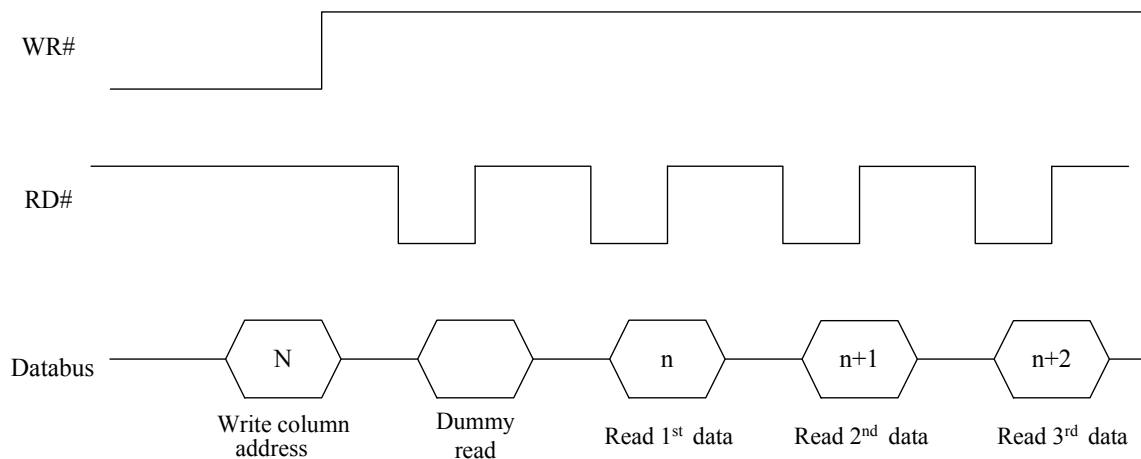 WR#
RD#
Databus
N
n
n+1
n+2
Write column
address
Dummy
read
Read 1st data
Read 2nd data
Read 3rd data